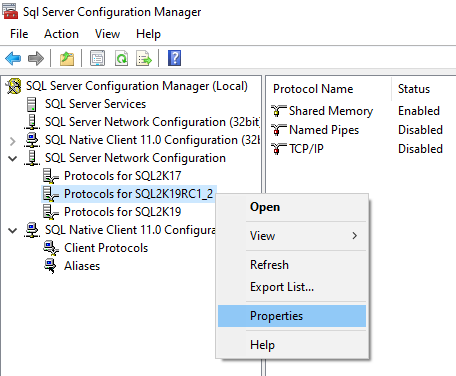 Sql Server Configuration Manager
File Action View Help
SQL Server Configuration Manager (Local)
SQL Server Services
SQL Server Network Configuration (32bit)
SQL Native Client 11.0 Configuration (32b
SQL Server Network Configuration
Protocols for SQL2K17
Protocols for SQL2K19RC1_2
Protocols for SQL2K19
SQL Native Client 11.0 Configura
Client Protocols
Aliases
Protocol Name Status
Shared Memory Enabled
Named Pipes Disabled
TCP/IP Disabled
Open
View
Refresh
Export List...
Properties
Help